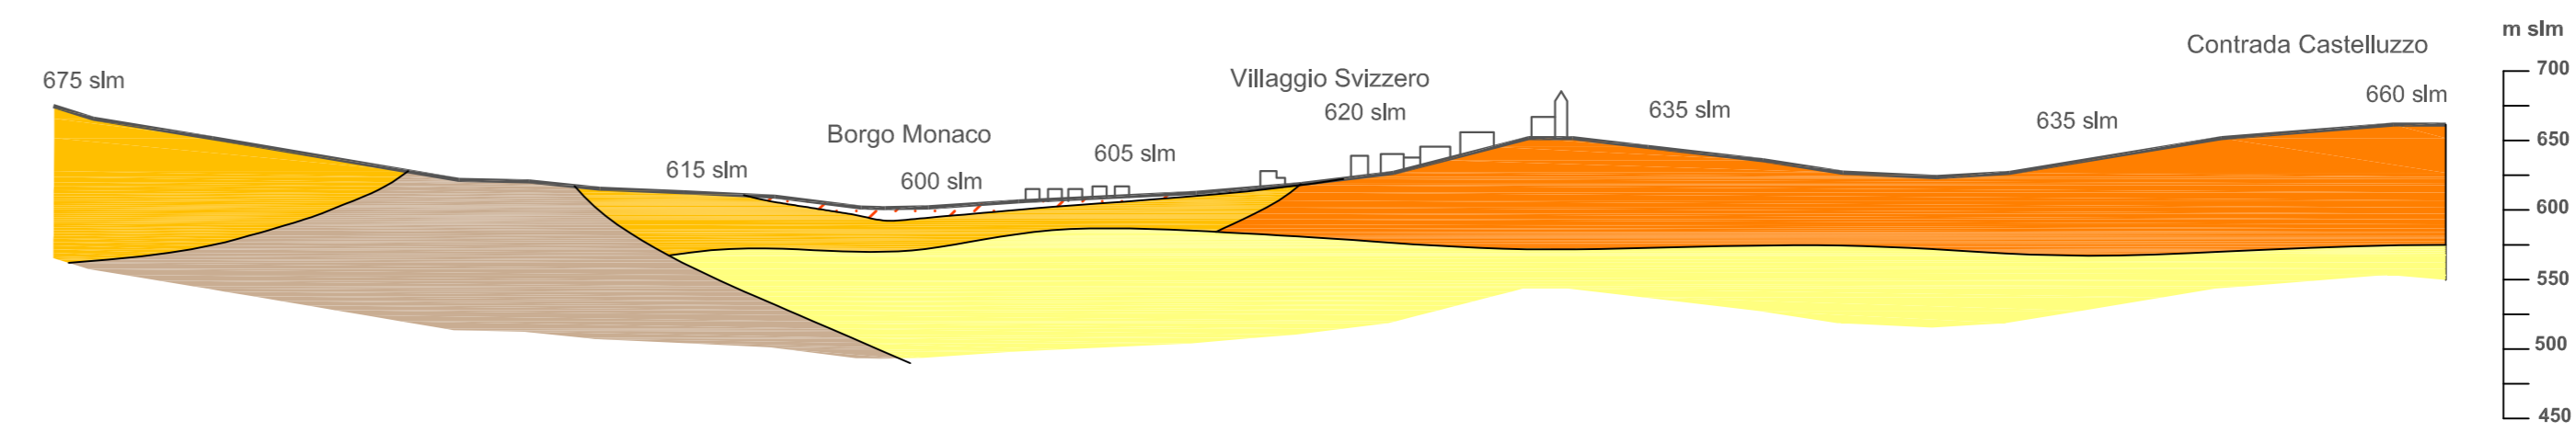 m slm
Contrada Castelluzzo
675 slm
Villaggio Svizzero
620 slm
635 slm
635 slm
660 slm
Borgo Monaco
615 slm
600 slm
605 slm
700
650
600
550
500
450